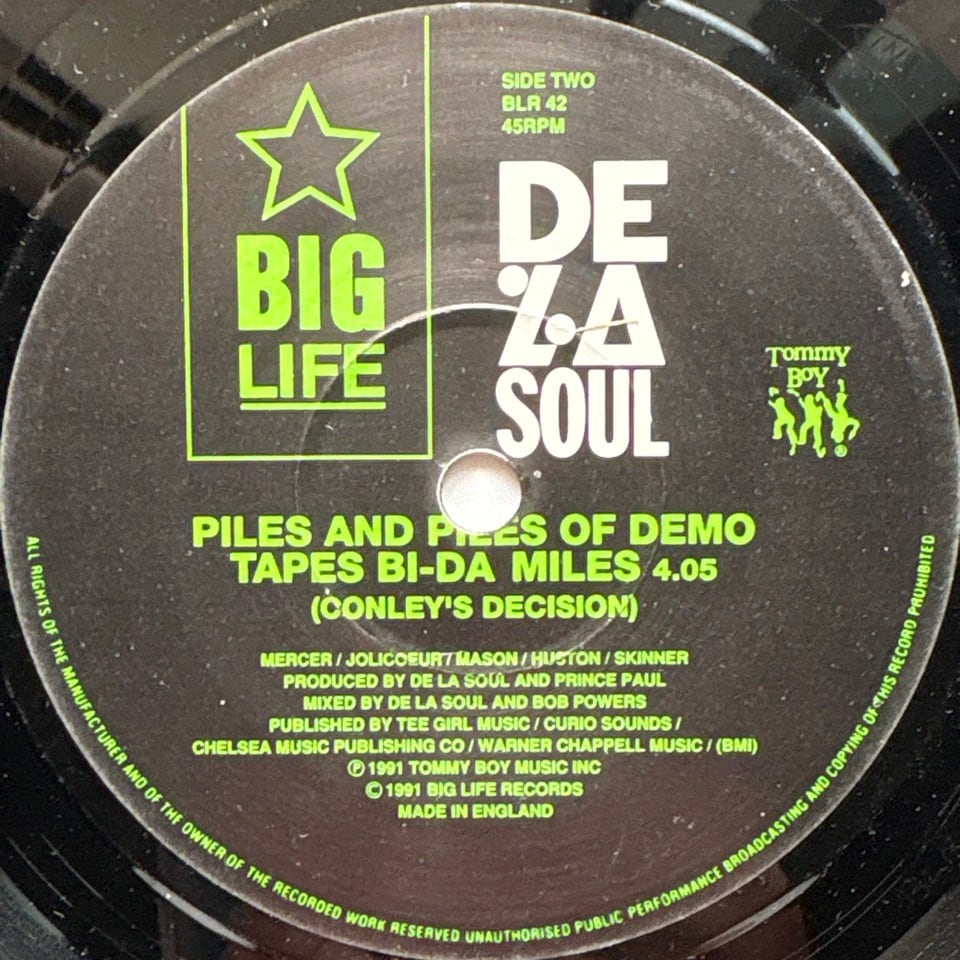 SIDE TWO
BLR 42
45RPM
BIG
LIFE
DE
LA
SOUL
Tommy
Boy
®
PILES AND PILES OF DEMO
TAPES BI-DA MILES 4.05
(CONLEY'S DECISION)
MERCER / JOLICOEUR / MASON / HUSTON / SKINNER
PRODUCED BY DE LA SOUL AND PRINCE PAUL
MIXED BY DE LA SOUL AND BOB POWERS
PUBLISHED BY TEE GIRL MUSIC / CURIO SOUNDS /
CHELSEA MUSIC PUBLISHING CO / WARNER CHAPPELL MUSIC / (BMI)
℗ 1991 TOMMY BOY MUSIC INC
© 1991 BIG LIFE RECORDS
MADE IN ENGLAND
ALL RIGHTS OF THE MANUFACTURER AND OF THE OWNER OF THE RECORDED WORK RESERVED UNAUTHORISED PUBLIC PERFORMANCE BROADCASTING AND COPYING OF THIS RECORD PROHIBITED